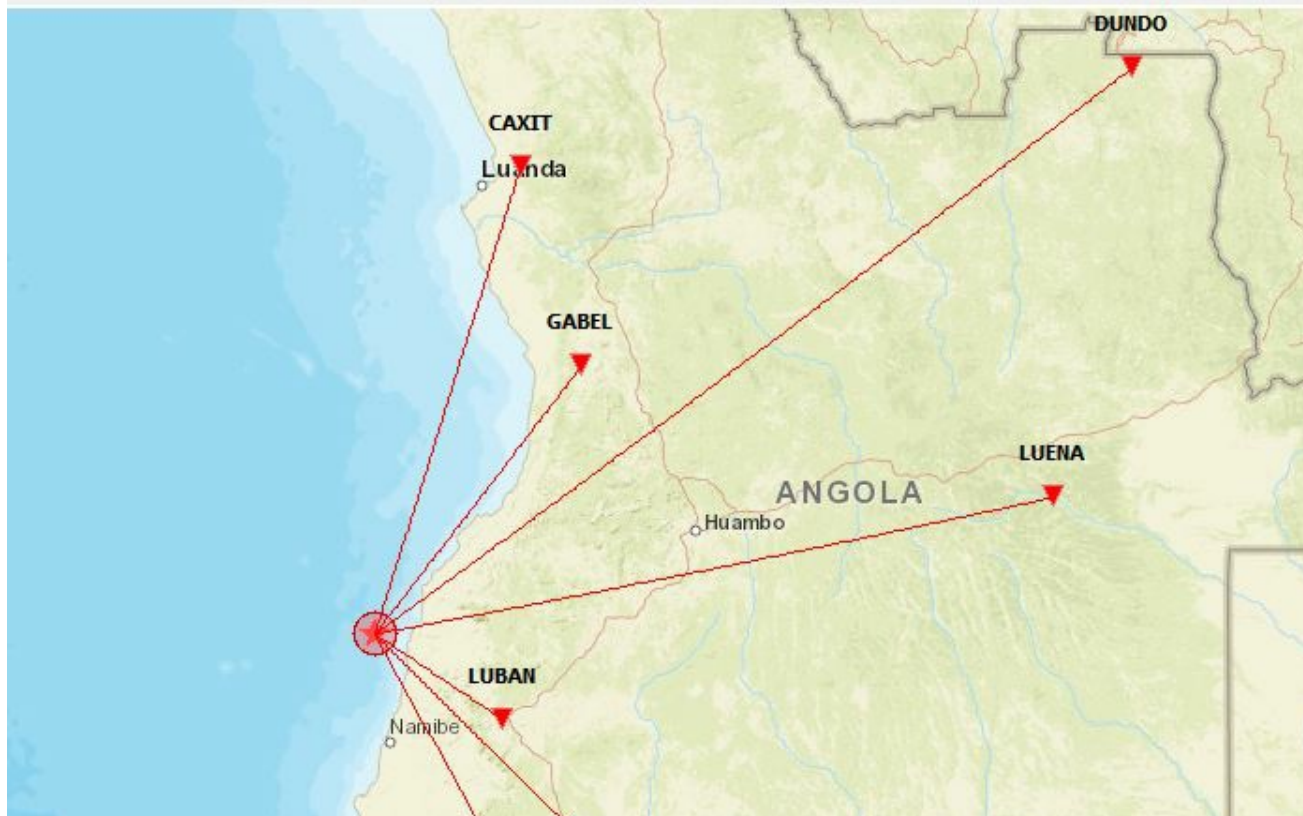 DUNDO
CAXIT
Luanda
GABEL
LUENA
ANGOLA
Huambo
LUBAN
Namibe